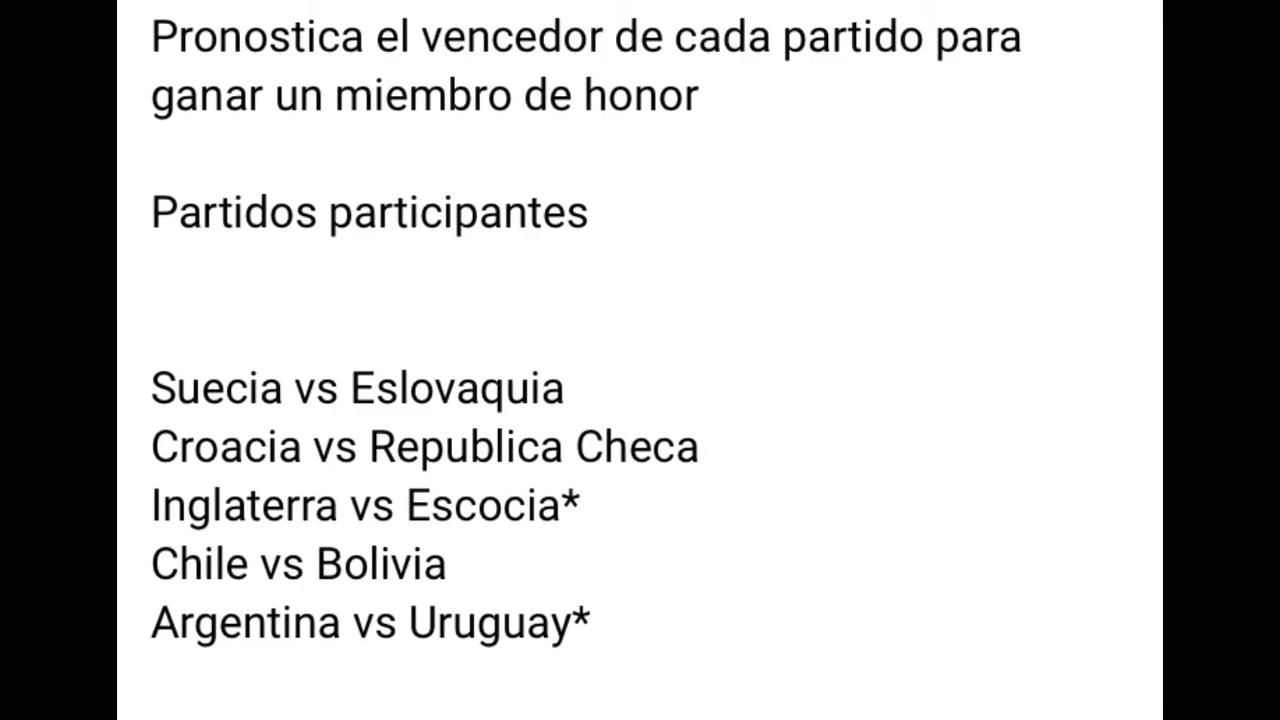 Pronostica el vencedor de cada partido para
ganar un miembro de honor
Partidos participantes
Suecia vs Eslovaquia
Croacia vs Republica Checa
Inglaterra vs Escocia*
Chile vs Bolivia
Argentina vs Uruguay*